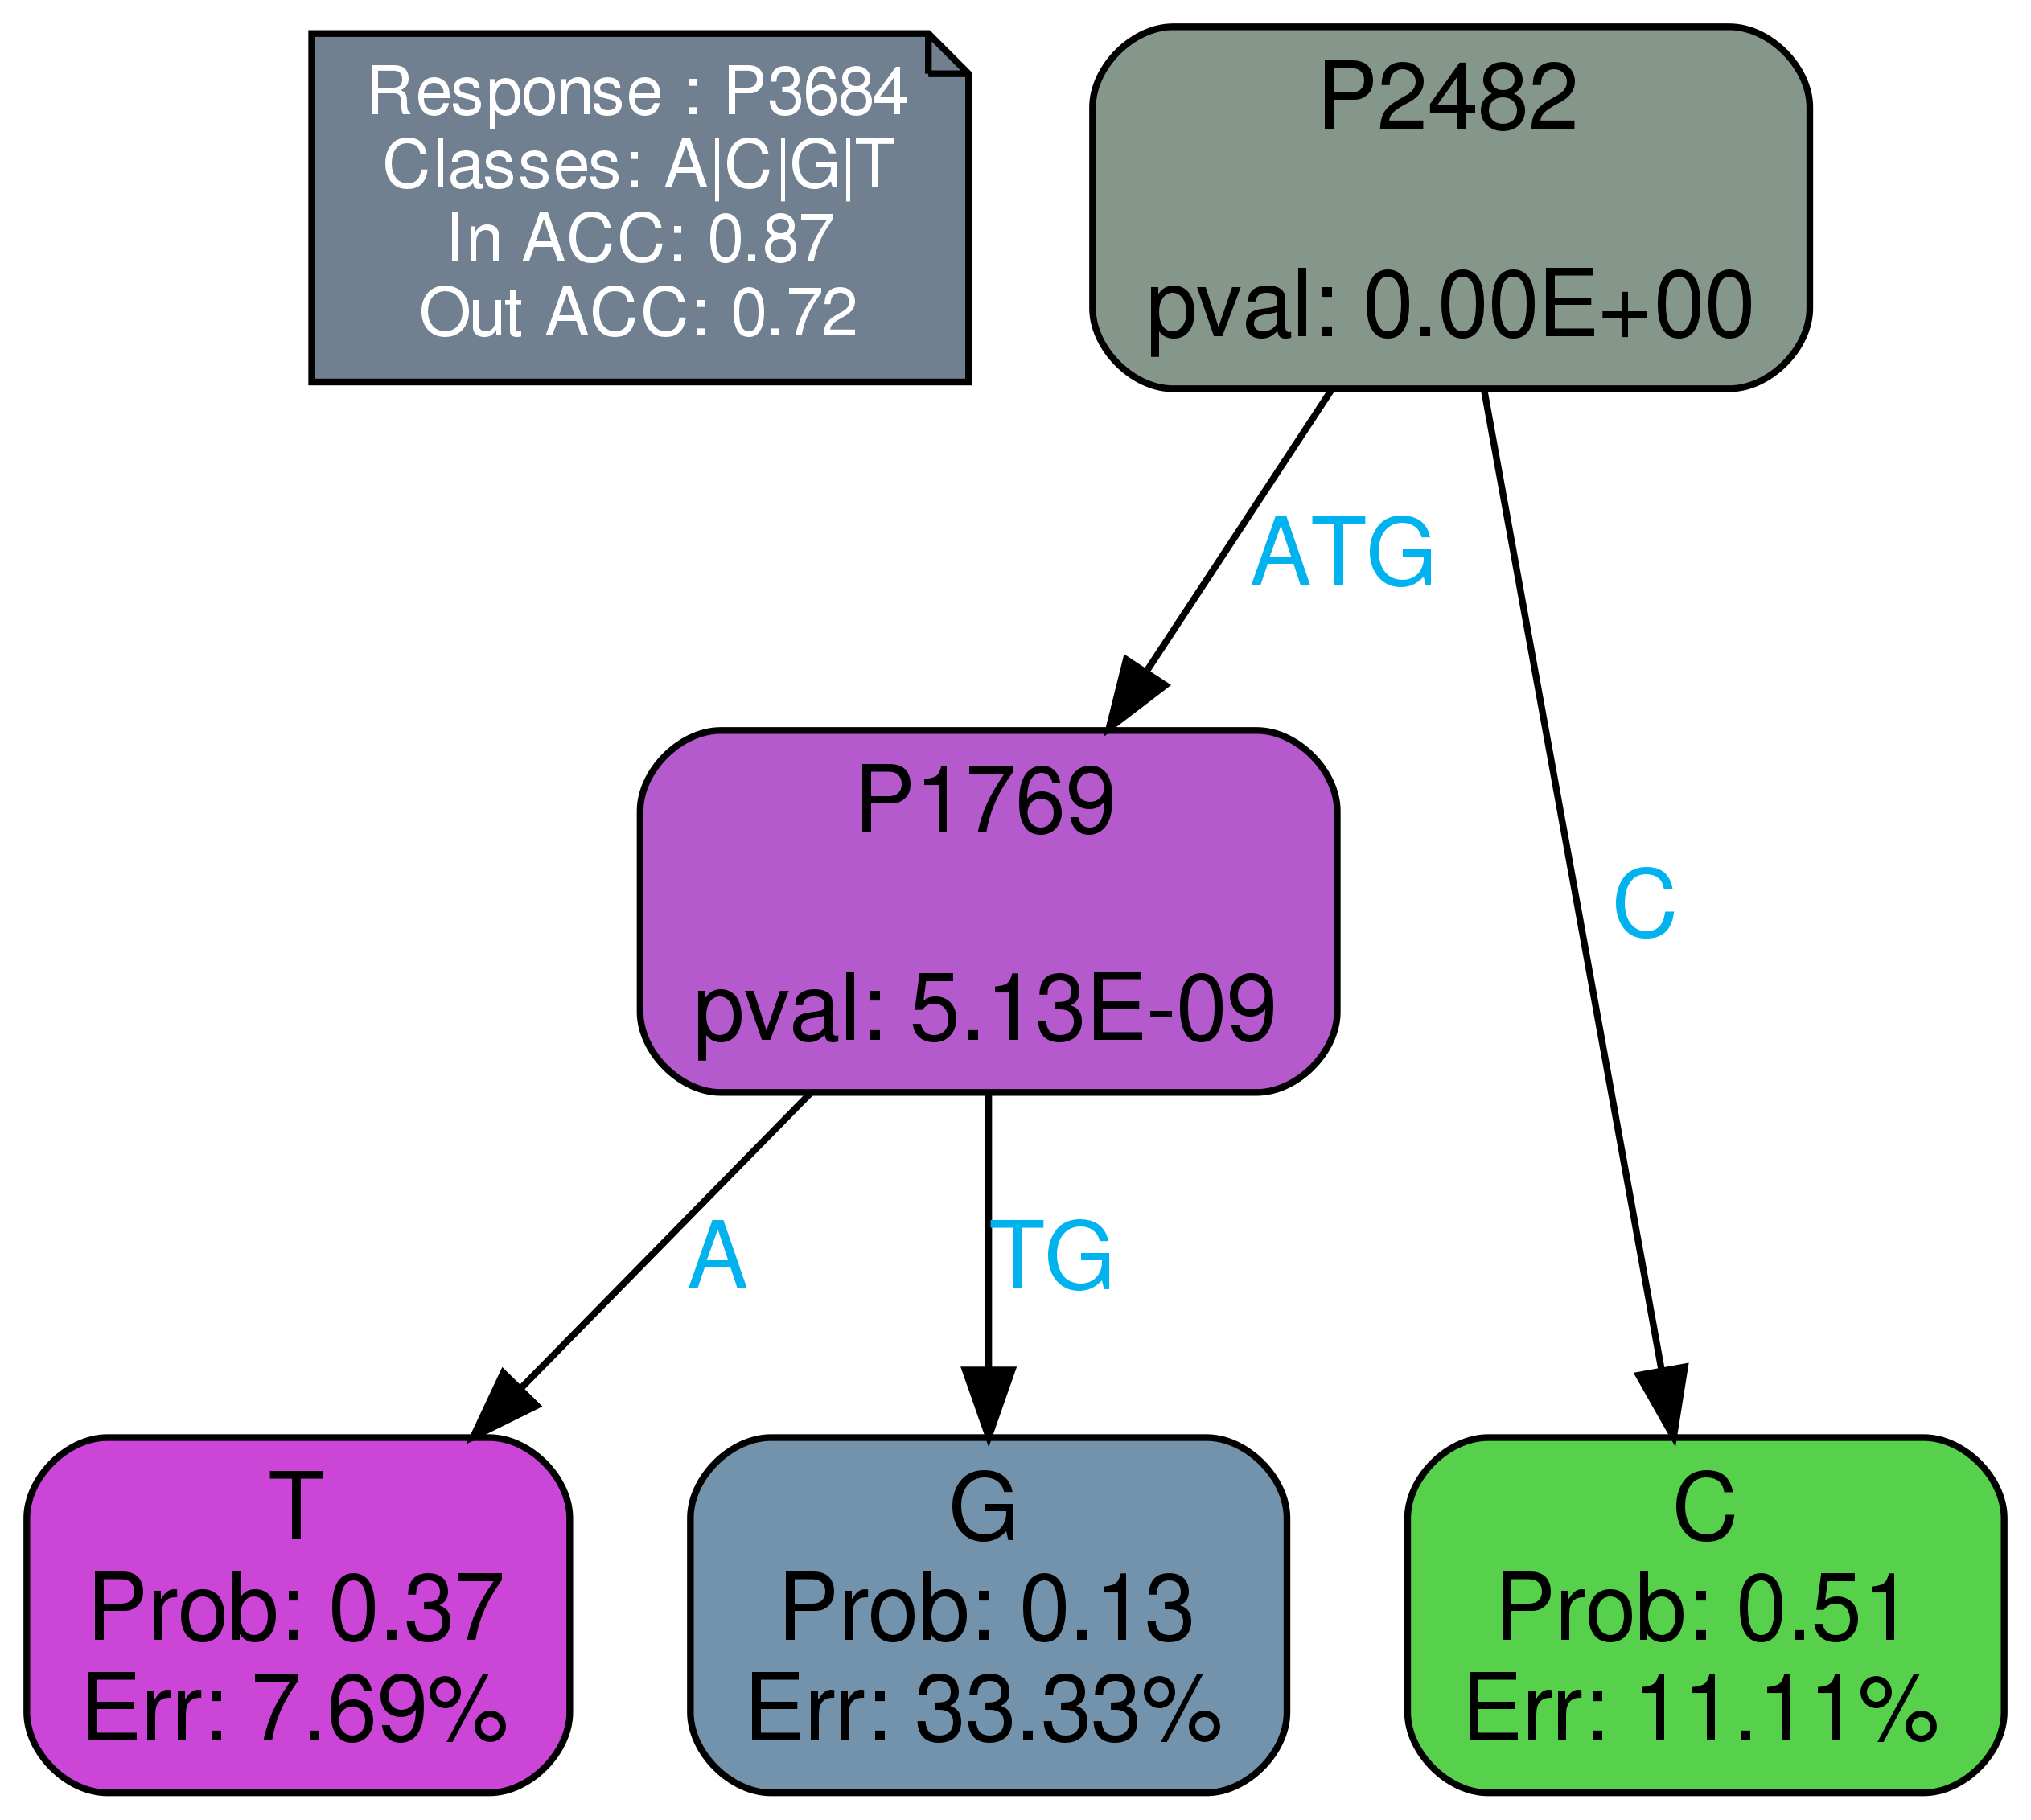 Response : P3684
Classes: A|C|G|T
In ACC: 0.87
Out ACC: 0.72
P2482
pval: 0.00E+00
ATG
P1769
pval: 5.13E-09
C
A
TG
T
Prob: 0.37
Err: 7.69%
G
Prob: 0.13
Err: 33.33%
C
Prob: 0.51
Err: 11.11%